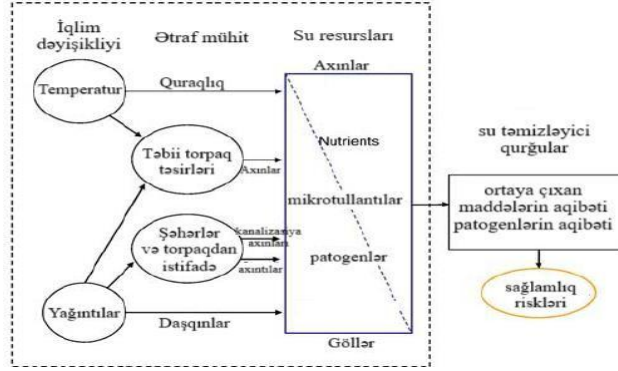 İqlim
dəyişikliyi
Ətraf mühit
Su resursları
Axınlar
Temperatur
Quraqlıq
Təbii torpaq
təsirləri
Axınlar
Nutrients
mikrotullantılar
patogenlər
Şəhərlər
və torpaqdan
istifadə
kanalizasiya
axınları
axıntılar
Yağıntılar
Daşqınlar
Göllər
su təmizləyici
qurğular
ortaya çıxan
maddələrin aqibəti
patogenlərin aqibəti
sağlamlıq
riskləri